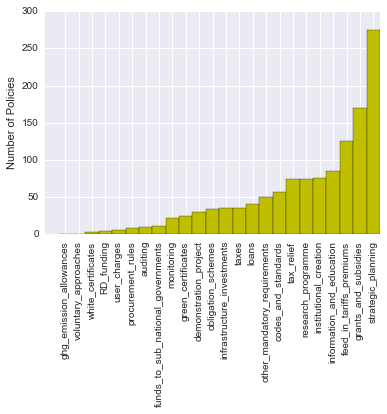 300
250
200
150
100
50
0
Number of Policies
ghg_emission_allowances
voluntary_approaches
white_certificates
RD_funding
user_charges
procurement_rules
auditing
funds_to_sub_national_governments
monitoring
green_certificates
demonstration_project
obligation_schemes
infrastructure_investments
taxes
loans
other_mandatory_requirements
codes_and_standards
tax_relief
research_programme
institutional_creation
information_and_education
feed_in_tariffs_premiums
grants_and_subsidies
strategic_planning